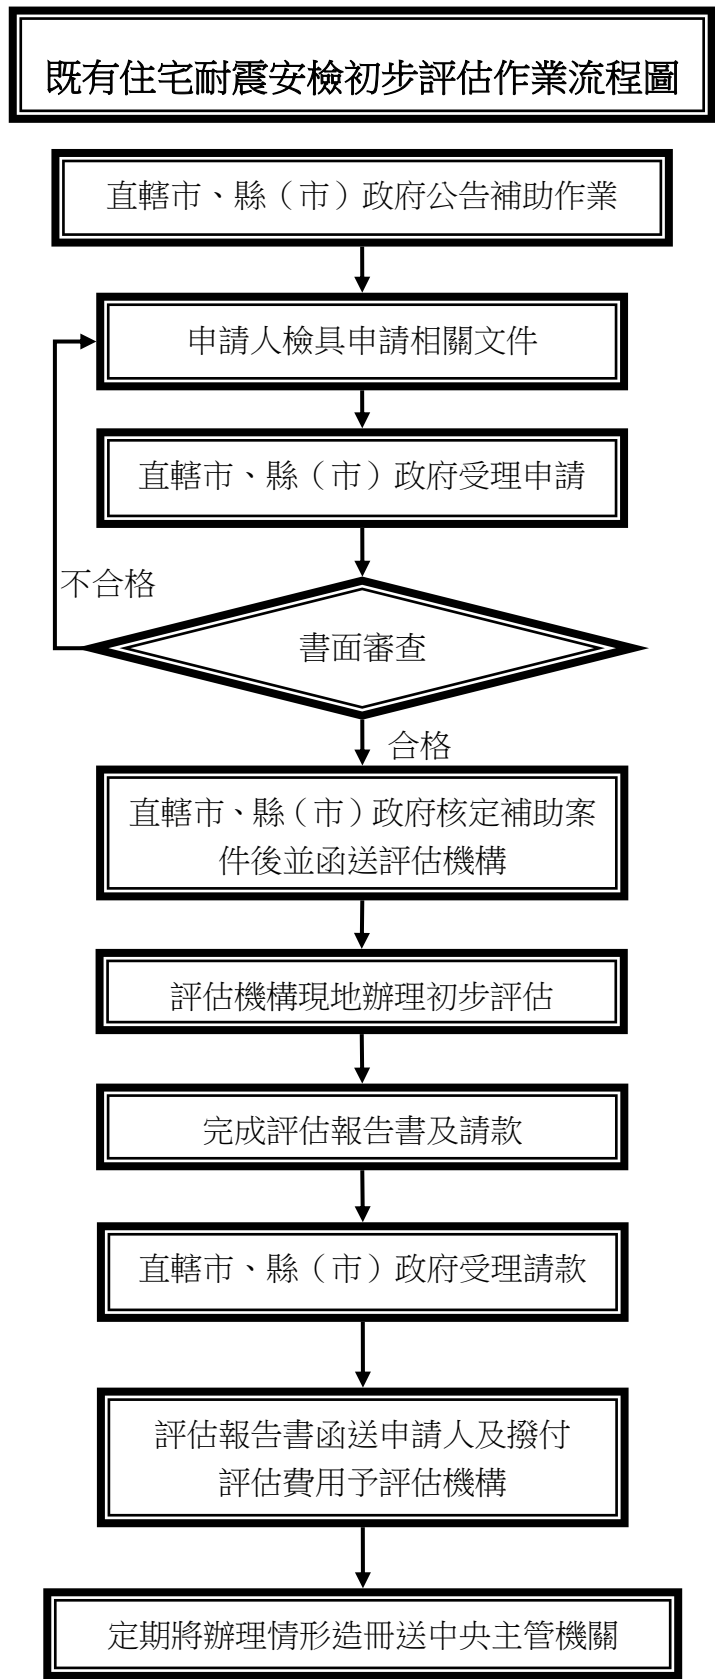 既有住宅耐震安檢初步評估作業流程圖
直轄市、縣（市）政府公告補助作業
申請人檢具申請相關文件
直轄市、縣（市）政府受理申請
不合格
書面審查
合格
直轄市、縣（市）政府核定補助案
件後並函送評估機構
評估機構現地辦理初步評估
完成評估報告書及請款
直轄市、縣（市）政府受理請款
評估報告書函送申請人及撥付
評估費用予評估機構
定期將辦理情形造冊送中央主管機關